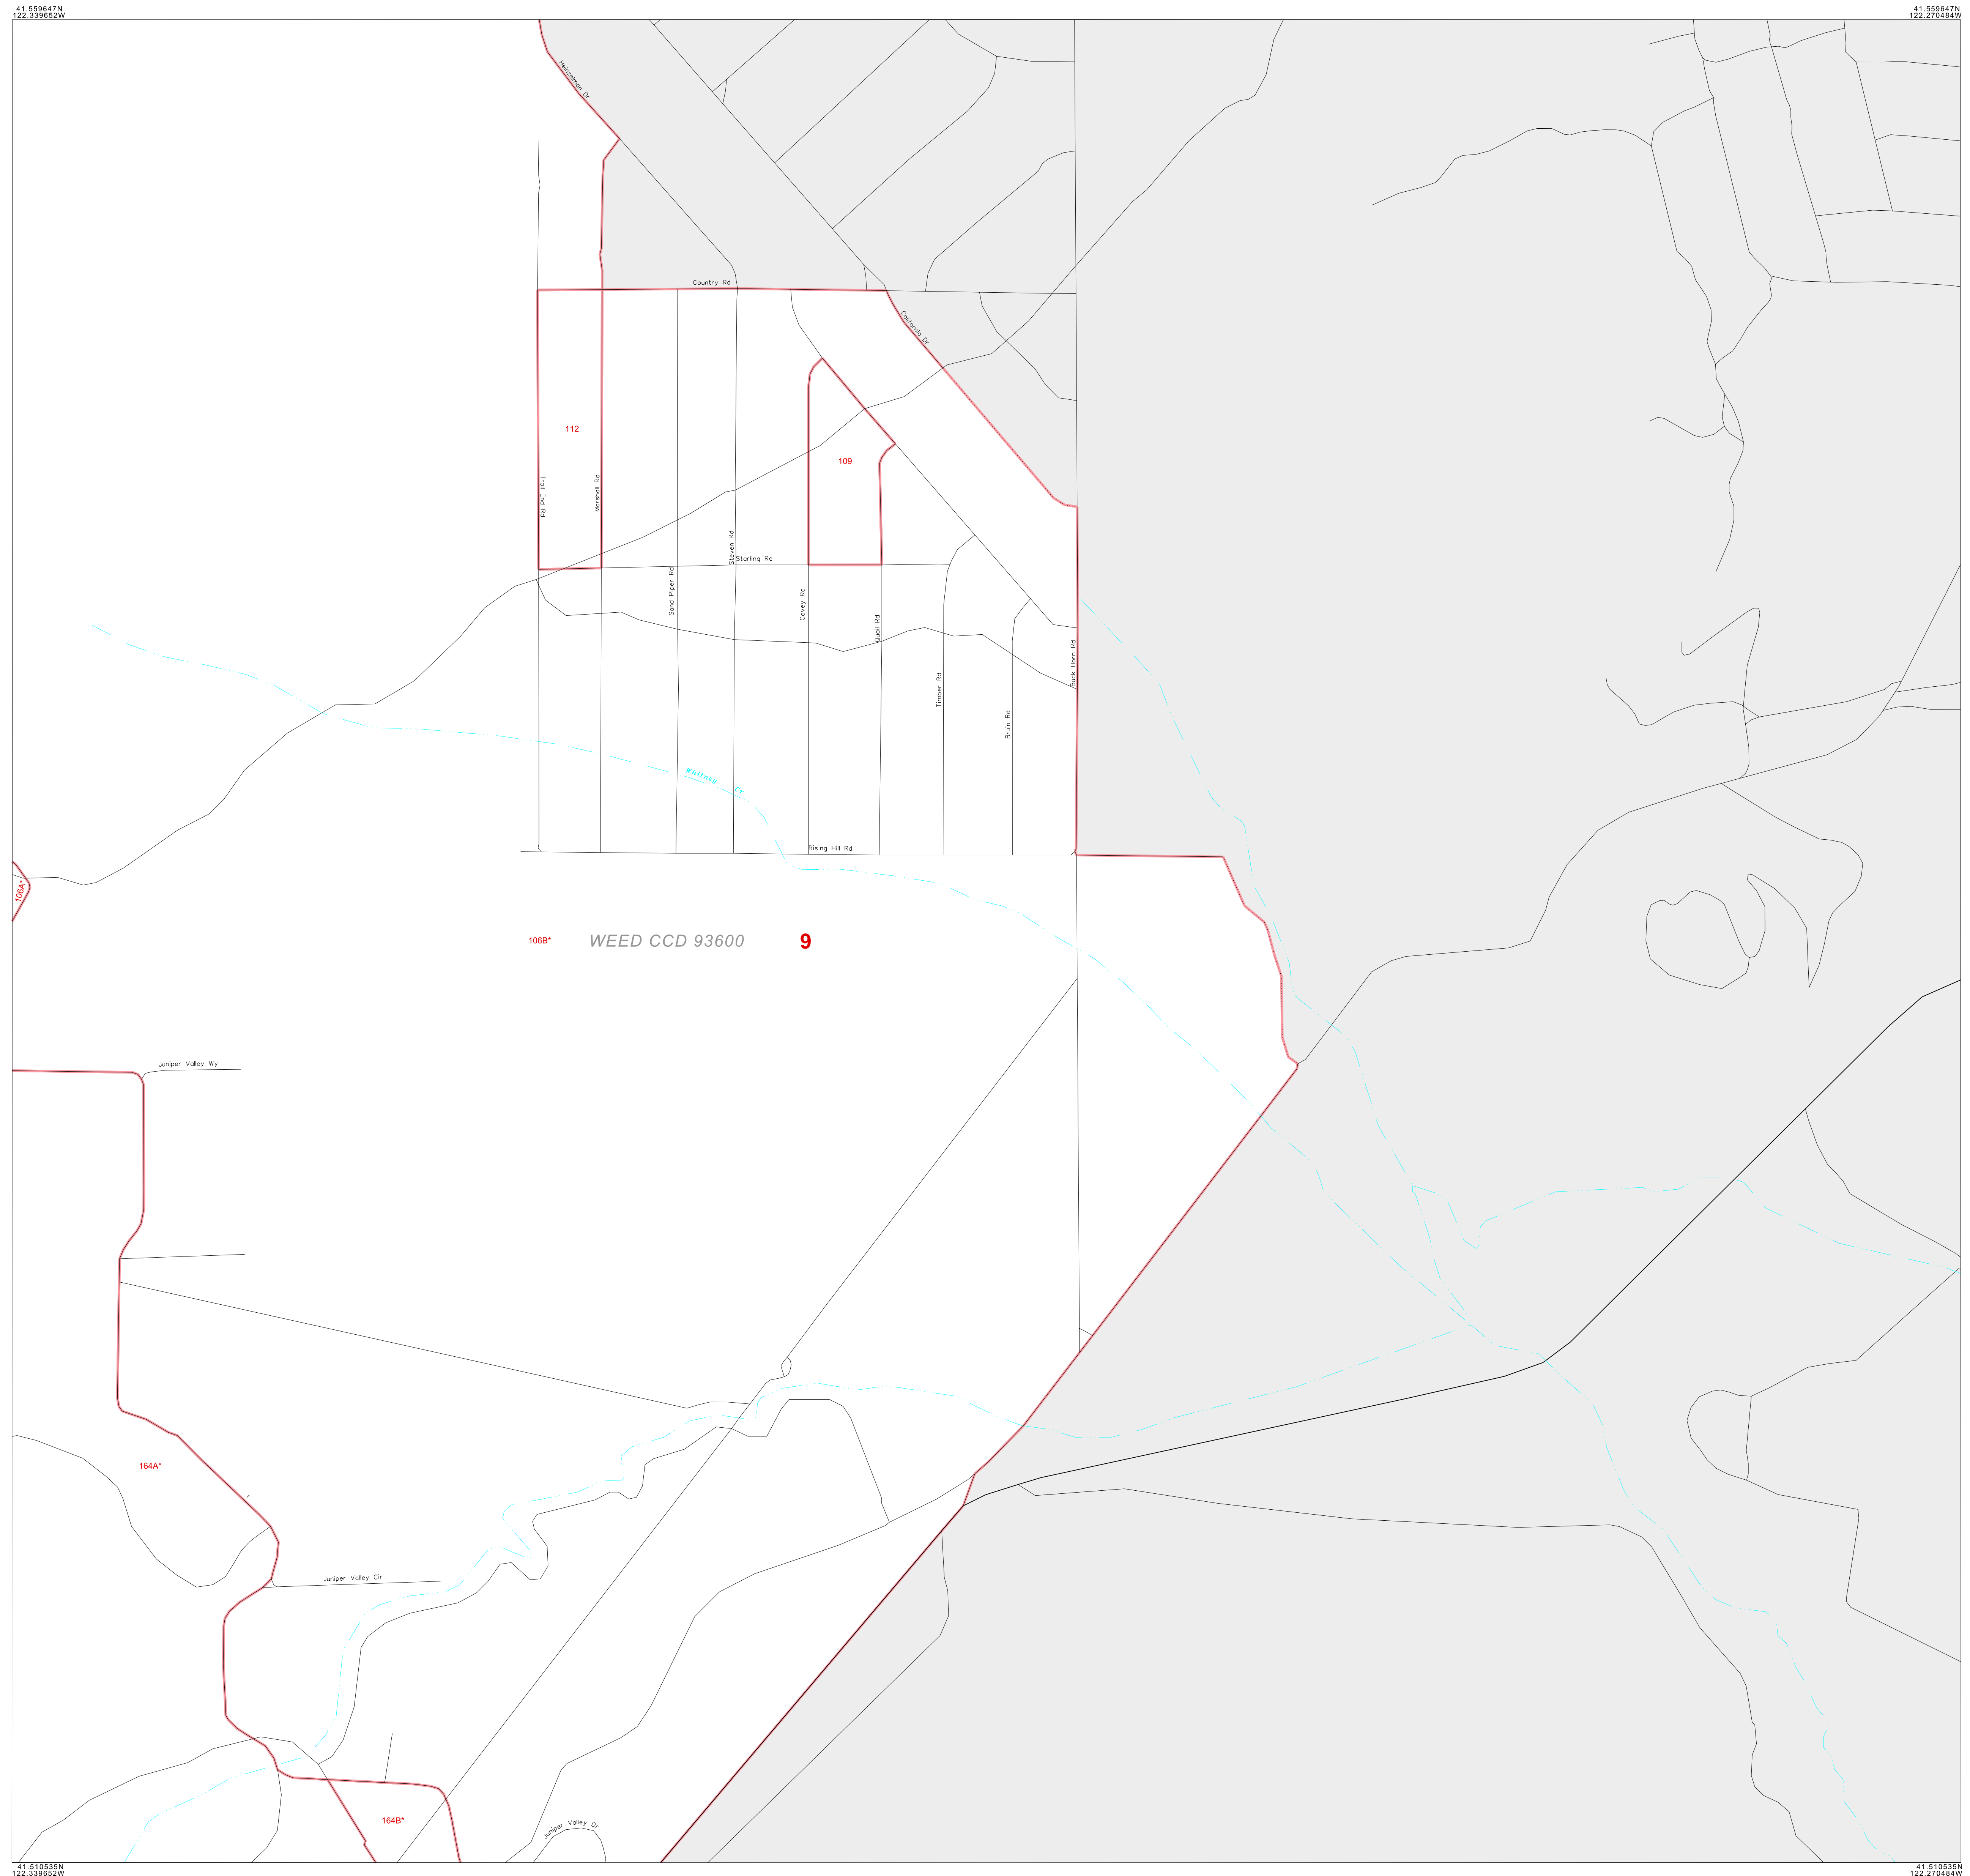 41.559647N
122.339652W
41.559647N
122.270484W
Heinzelman Dr
Country Rd
California Dr
112
109
Trail End Rd
Marshall Rd
Steven Rd
Starling Rd
Sand Piper Rd
Covey Rd
Quail Rd
Timber Rd
Buck Horn Rd
Bruin Rd
Whitney Cr
Rising Hill Rd
106A*
106B*
WEED CCD 93600
9
Juniper Valley Wy
164A*
Juniper Valley Cir
164B*
Juniper Valley Dr
41.510535N
122.339652W
41.510535N
122.270484W